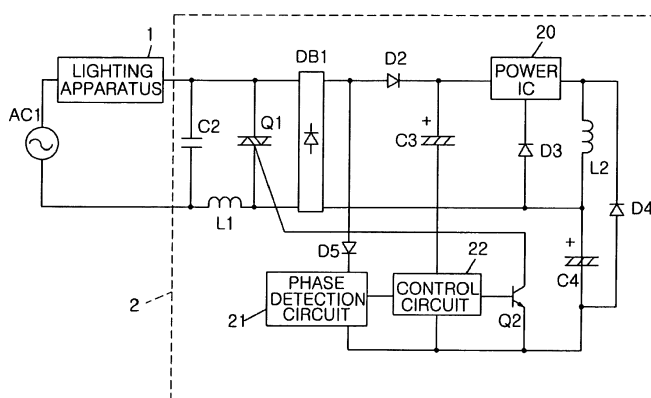 1
20
LIGHTING
APPARATUS
DB1
D2
POWER
IC
AC1
C2
Q1
+
C3
D3
L2
D4
L1
D5
22
+
C4
PHASE
DETECTION
CIRCUIT
CONTROL
CIRCUIT
2
21
Q2